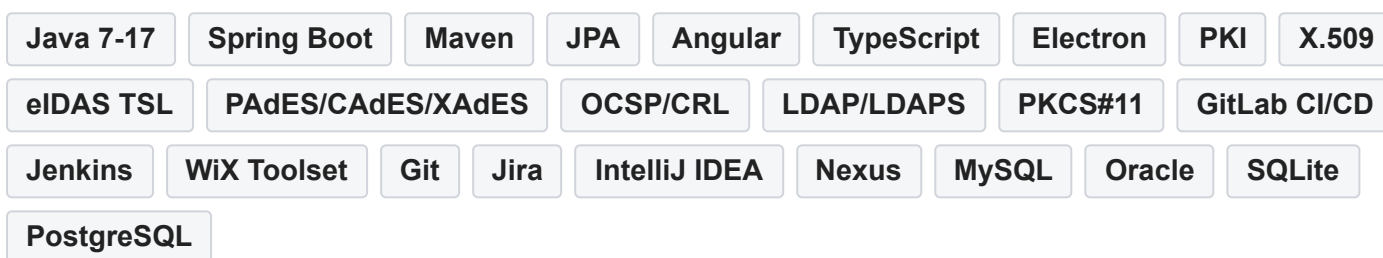 Java 7-17 Spring Boot Maven JPA Angular TypeScript Electron PKI X.509
eIDAS TSL PAdES/CAdES/XAdES OCSP/CRL LDAP/LDAPS PKCS#11 GitLab CI/CD
Jenkins WiX Toolset Git Jira IntelliJ IDEA Nexus MySQL Oracle SQLite
PostgreSQL